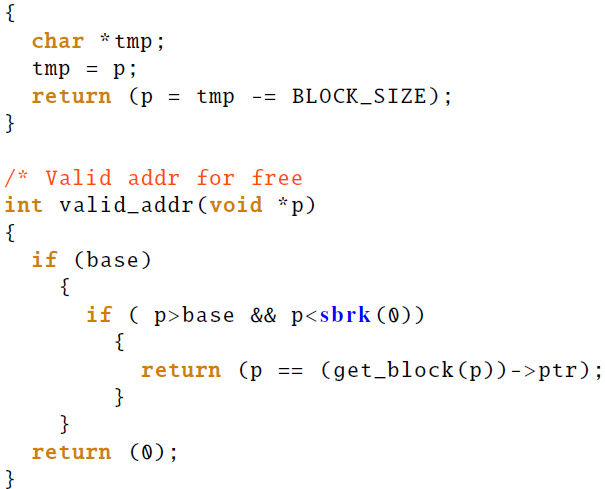 {
  char *tmp;
  tmp = p;
  return (p = tmp -= BLOCK_SIZE);
}

/* Valid addr for free
int valid_addr(void *p)
{
  if (base)
    {
      if ( p>base && p<sbrk(0))
        {
          return (p == (get_block(p))->ptr);
        }
    }
  return (0);
}